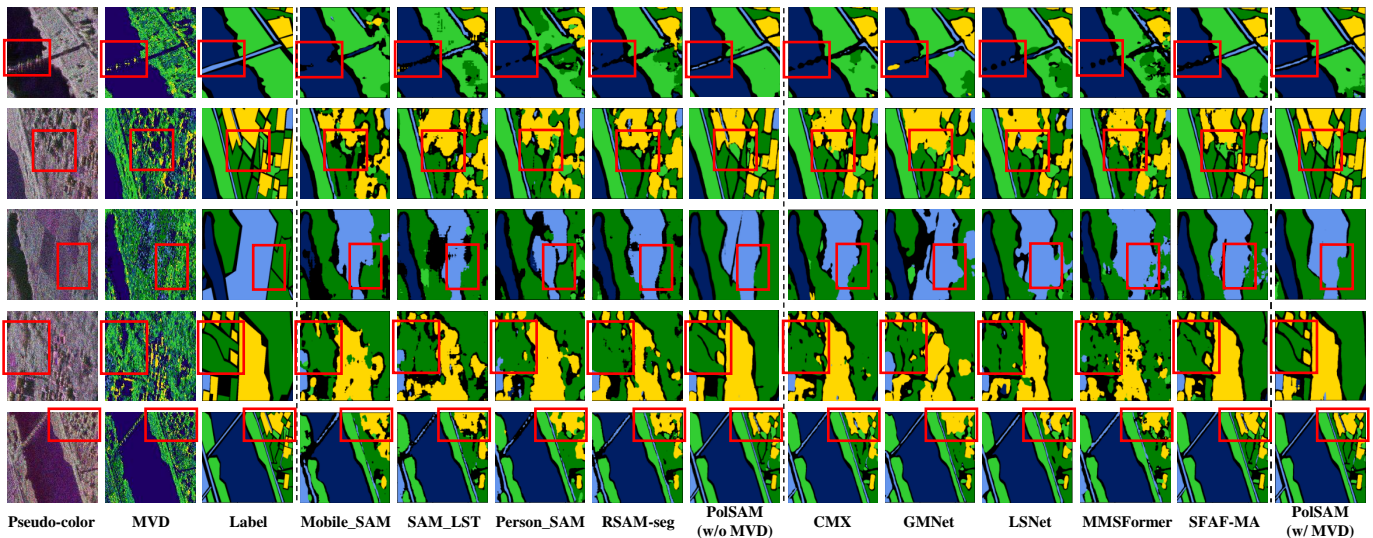 Pseudo-color MVD Label Mobile_SAM SAM_LST Person_SAM RSAM-seg PolSAM CMX GMNet LSNet MMSFormer SFAF-MA PolSAM
(w/o MVD) (w/ MVD)